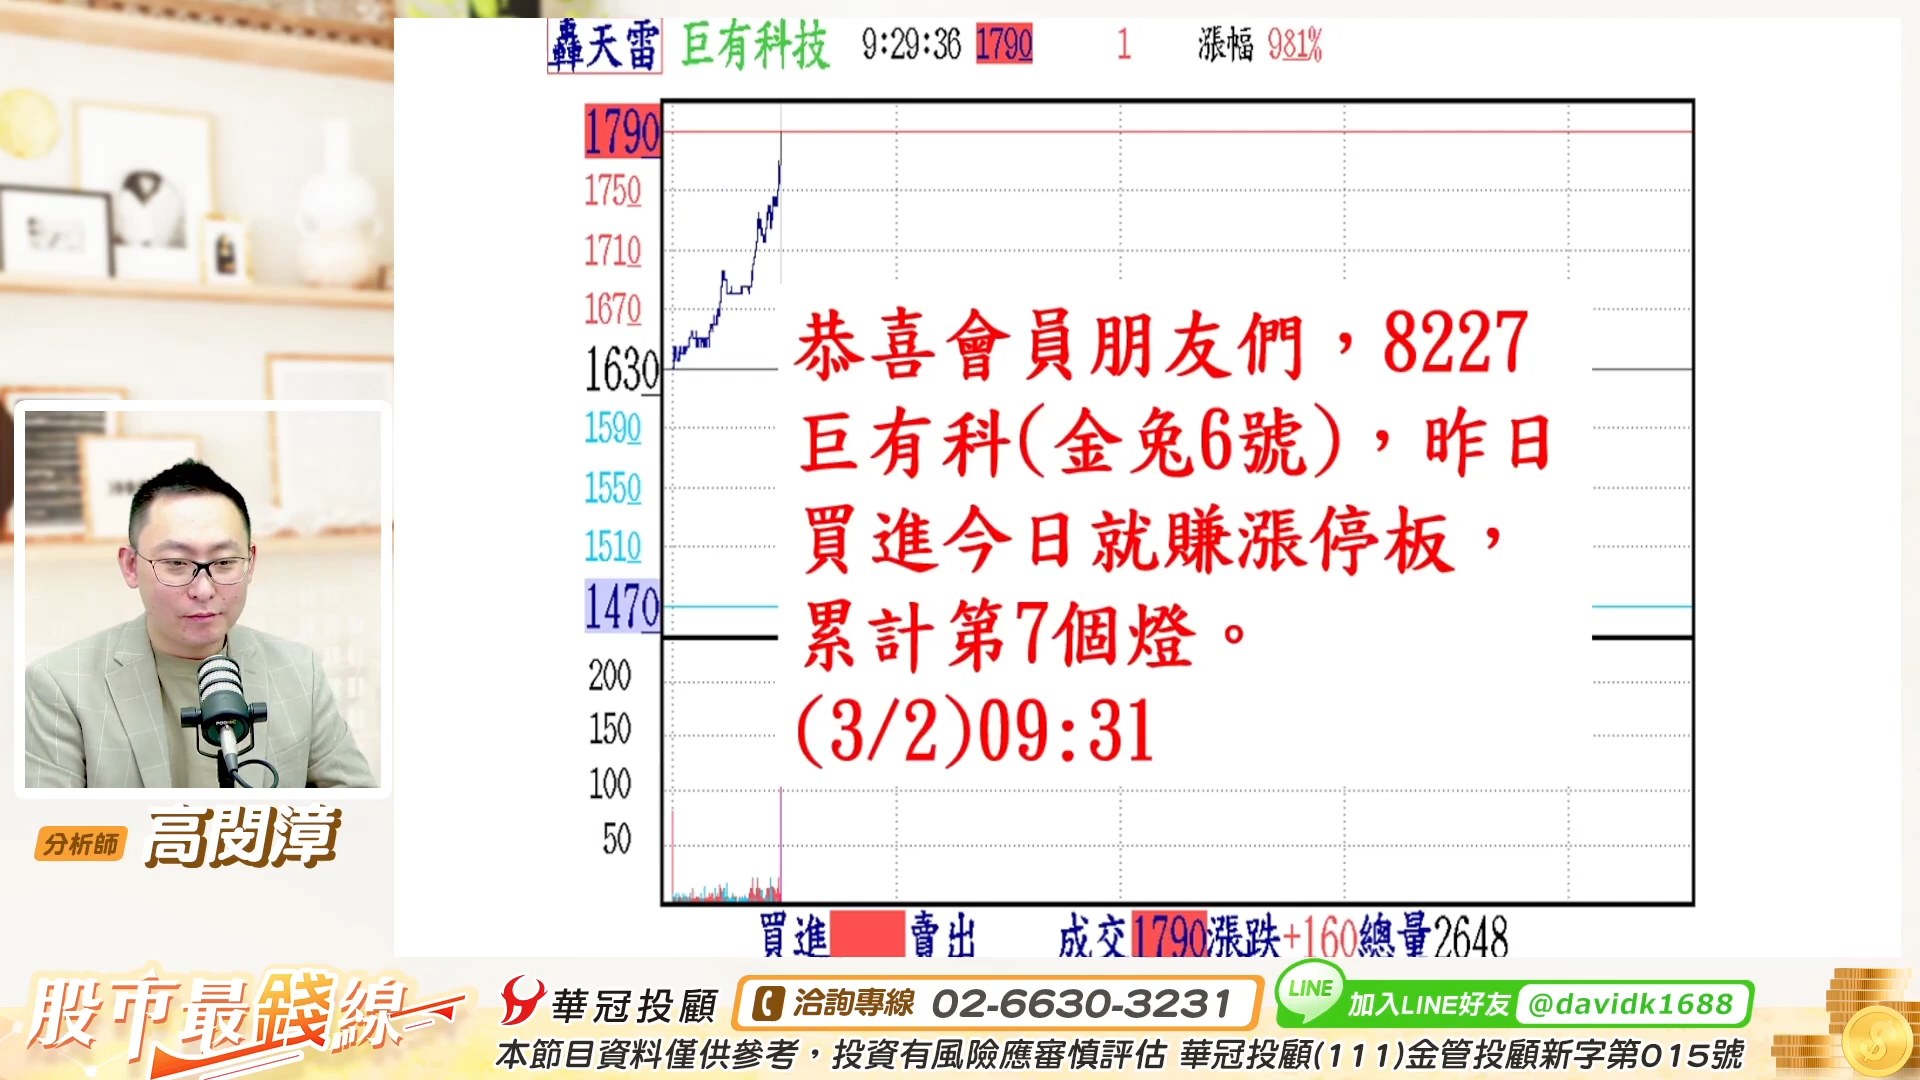 轟天雷 巨有科技 9:29:36 1790 1 漲幅 981%
1790
1750
1710
1670
1630
1590
1550
1510
1470
200
150
100
50
恭喜會員朋友們，8227
巨有科(金兔6號)，昨日
買進今日就賺漲停板，
累計第7個燈。
(3/2)09:31
買進 賣出 成交1790漲跌+160總量2648
分析師 高閔漳
股市最錢線
華冠投顧 洽詢專線 02-6630-3231
LINE 加入LINE好友 @davidk1688
本節目資料僅供參考，投資有風險應審慎評估 華冠投顧(111)金管投顧新字第015號